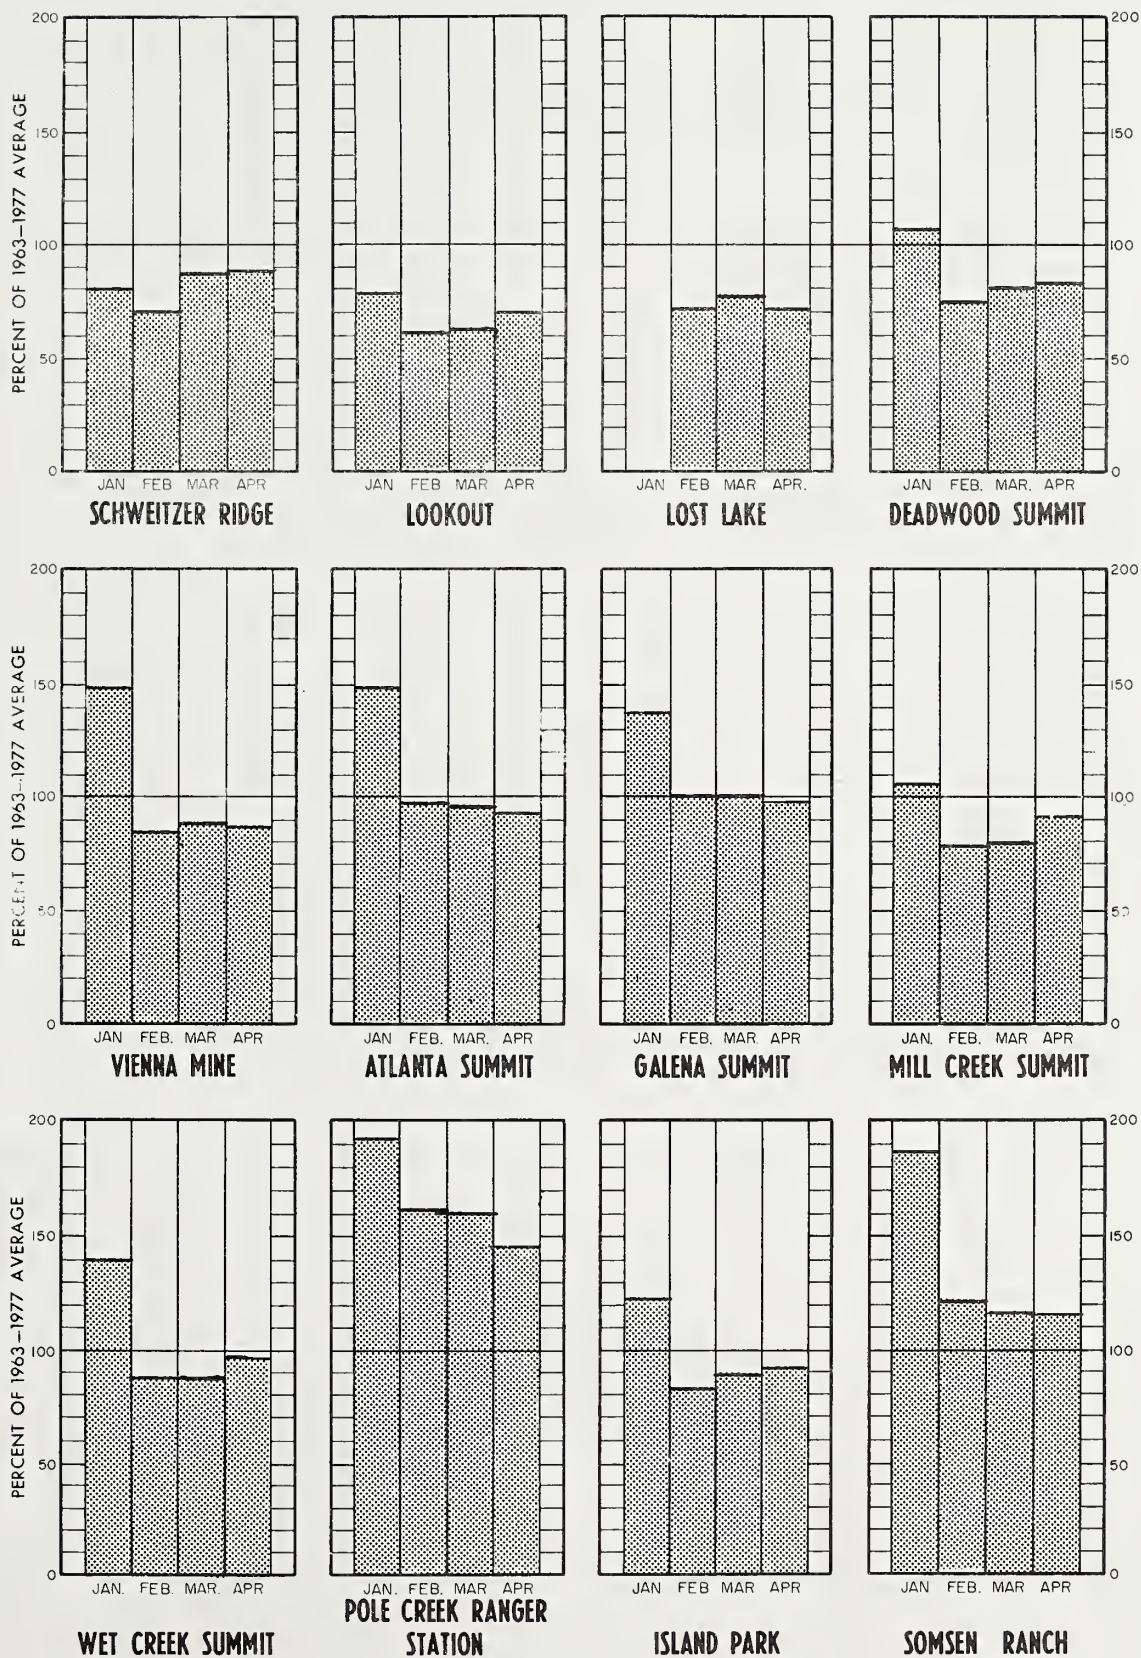 200
200
150
150
100
100
50
50
0
0
PERCENT OF 1963-1977 AVERAGE
JAN FEB MAR APR
JAN FEB MAR APR
JAN FEB MAR APR.
JAN FEB. MAR. APR
SCHWEITZER RIDGE
LOOKOUT
LOST LAKE
DEADWOOD SUMMIT
200
200
150
150
100
100
50
50
0
0
PERCENT OF 1963-1977 AVERAGE
JAN FEB. MAR APR
JAN FEB. MAR. APR
JAN FEB. MAR. APR
JAN. FEB. MAR APR
VIENNA MINE
ATLANTA SUMMIT
GALENA SUMMIT
MILL CREEK SUMMIT
200
200
150
150
100
100
50
50
0
0
PERCENT OF 1963-1977 AVERAGE
JAN. FEB. MAR. APR
JAN. FEB. MAR APR
JAN FEB MAR APR
JAN FEB. MAR APR
WET CREEK SUMMIT
POLE CREEK RANGER
STATION
ISLAND PARK
SOMSEN RANCH